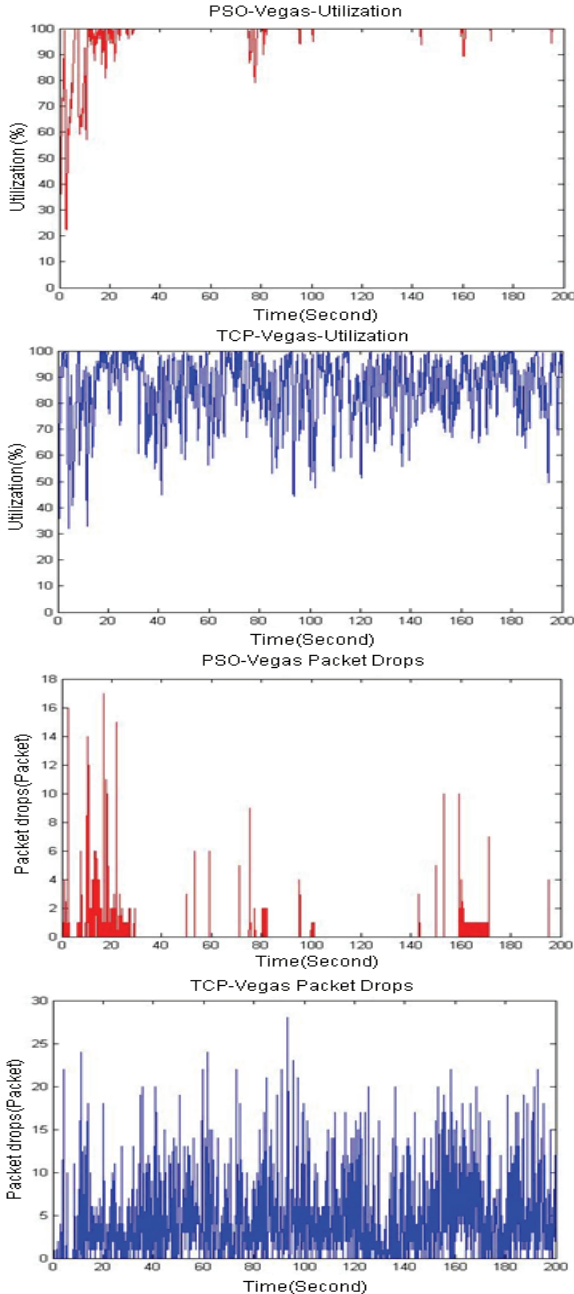 PSO-Vegas-Utilization
100
90
80
70
60
50
40
30
20
10
0
Utilization (%)
0 20 40 60 80 100 120 140 160 180 200
Time(Second)
TCP-Vegas-Utilization
100
90
80
70
60
50
40
30
20
10
0
Utilization(%)
0 20 40 60 80 100 120 140 160 180 200
Time(Second)
PSO-Vegas Packet Drops
18
16
14
12
10
8
6
4
2
0
Packet drops(Packet)
0 20 40 60 80 100 120 140 160 180 200
Time(Second)
TCP-Vegas Packet Drops
30
25
20
15
10
5
0
Packet drops(Packet)
0 20 40 60 80 100 120 140 160 180 200
Time(Second)